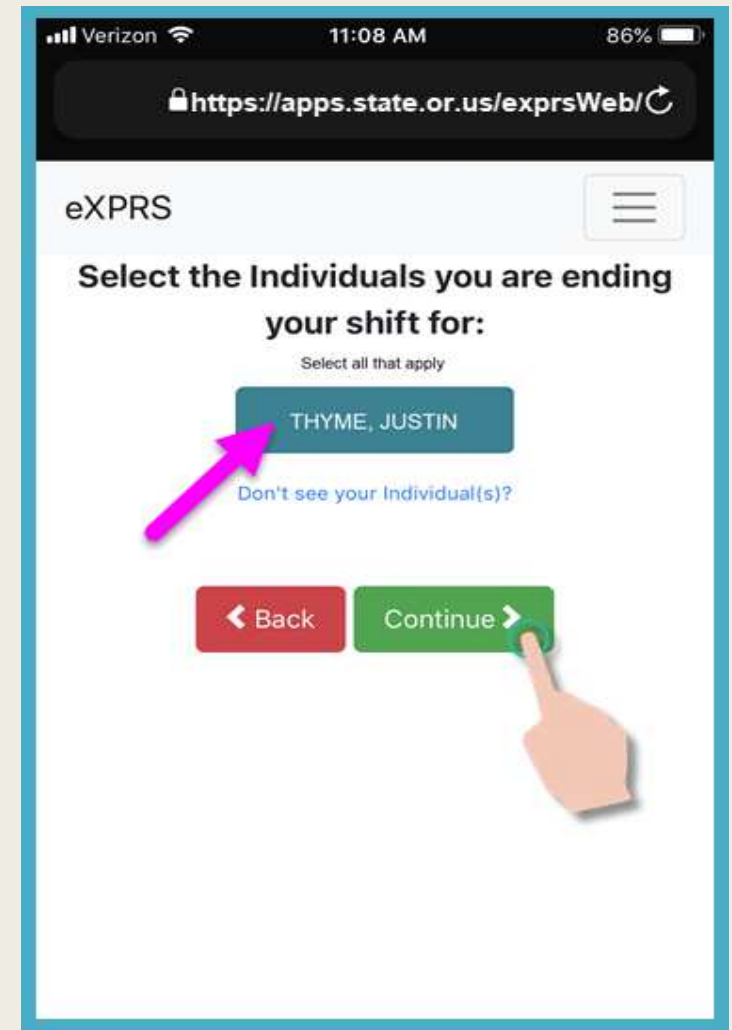 Verizon 11:08 AM 86%
https://apps.state.or.us/exprsWeb/
eXPRS
Select the Individuals you are ending
your shift for:
Select all that apply
THYME, JUSTIN
Don't see your Individual(s)?
Back Continue